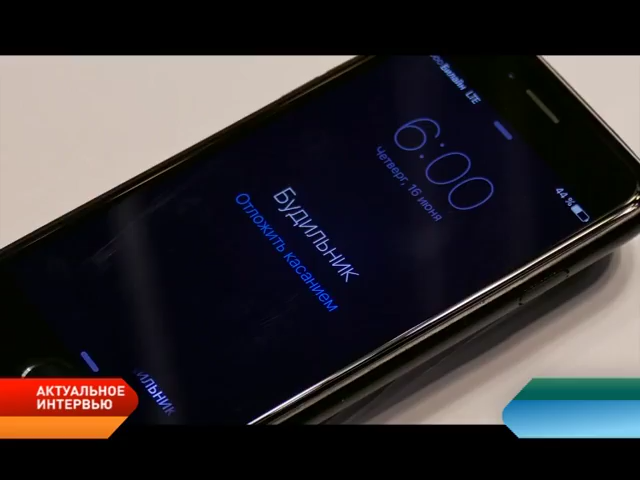 Билайн LTE
6:00
Четверг, 16 июня
44 %
Будильник
Отложить касанием
АКТУАЛЬНОЕ
ИНТЕРВЬЮ